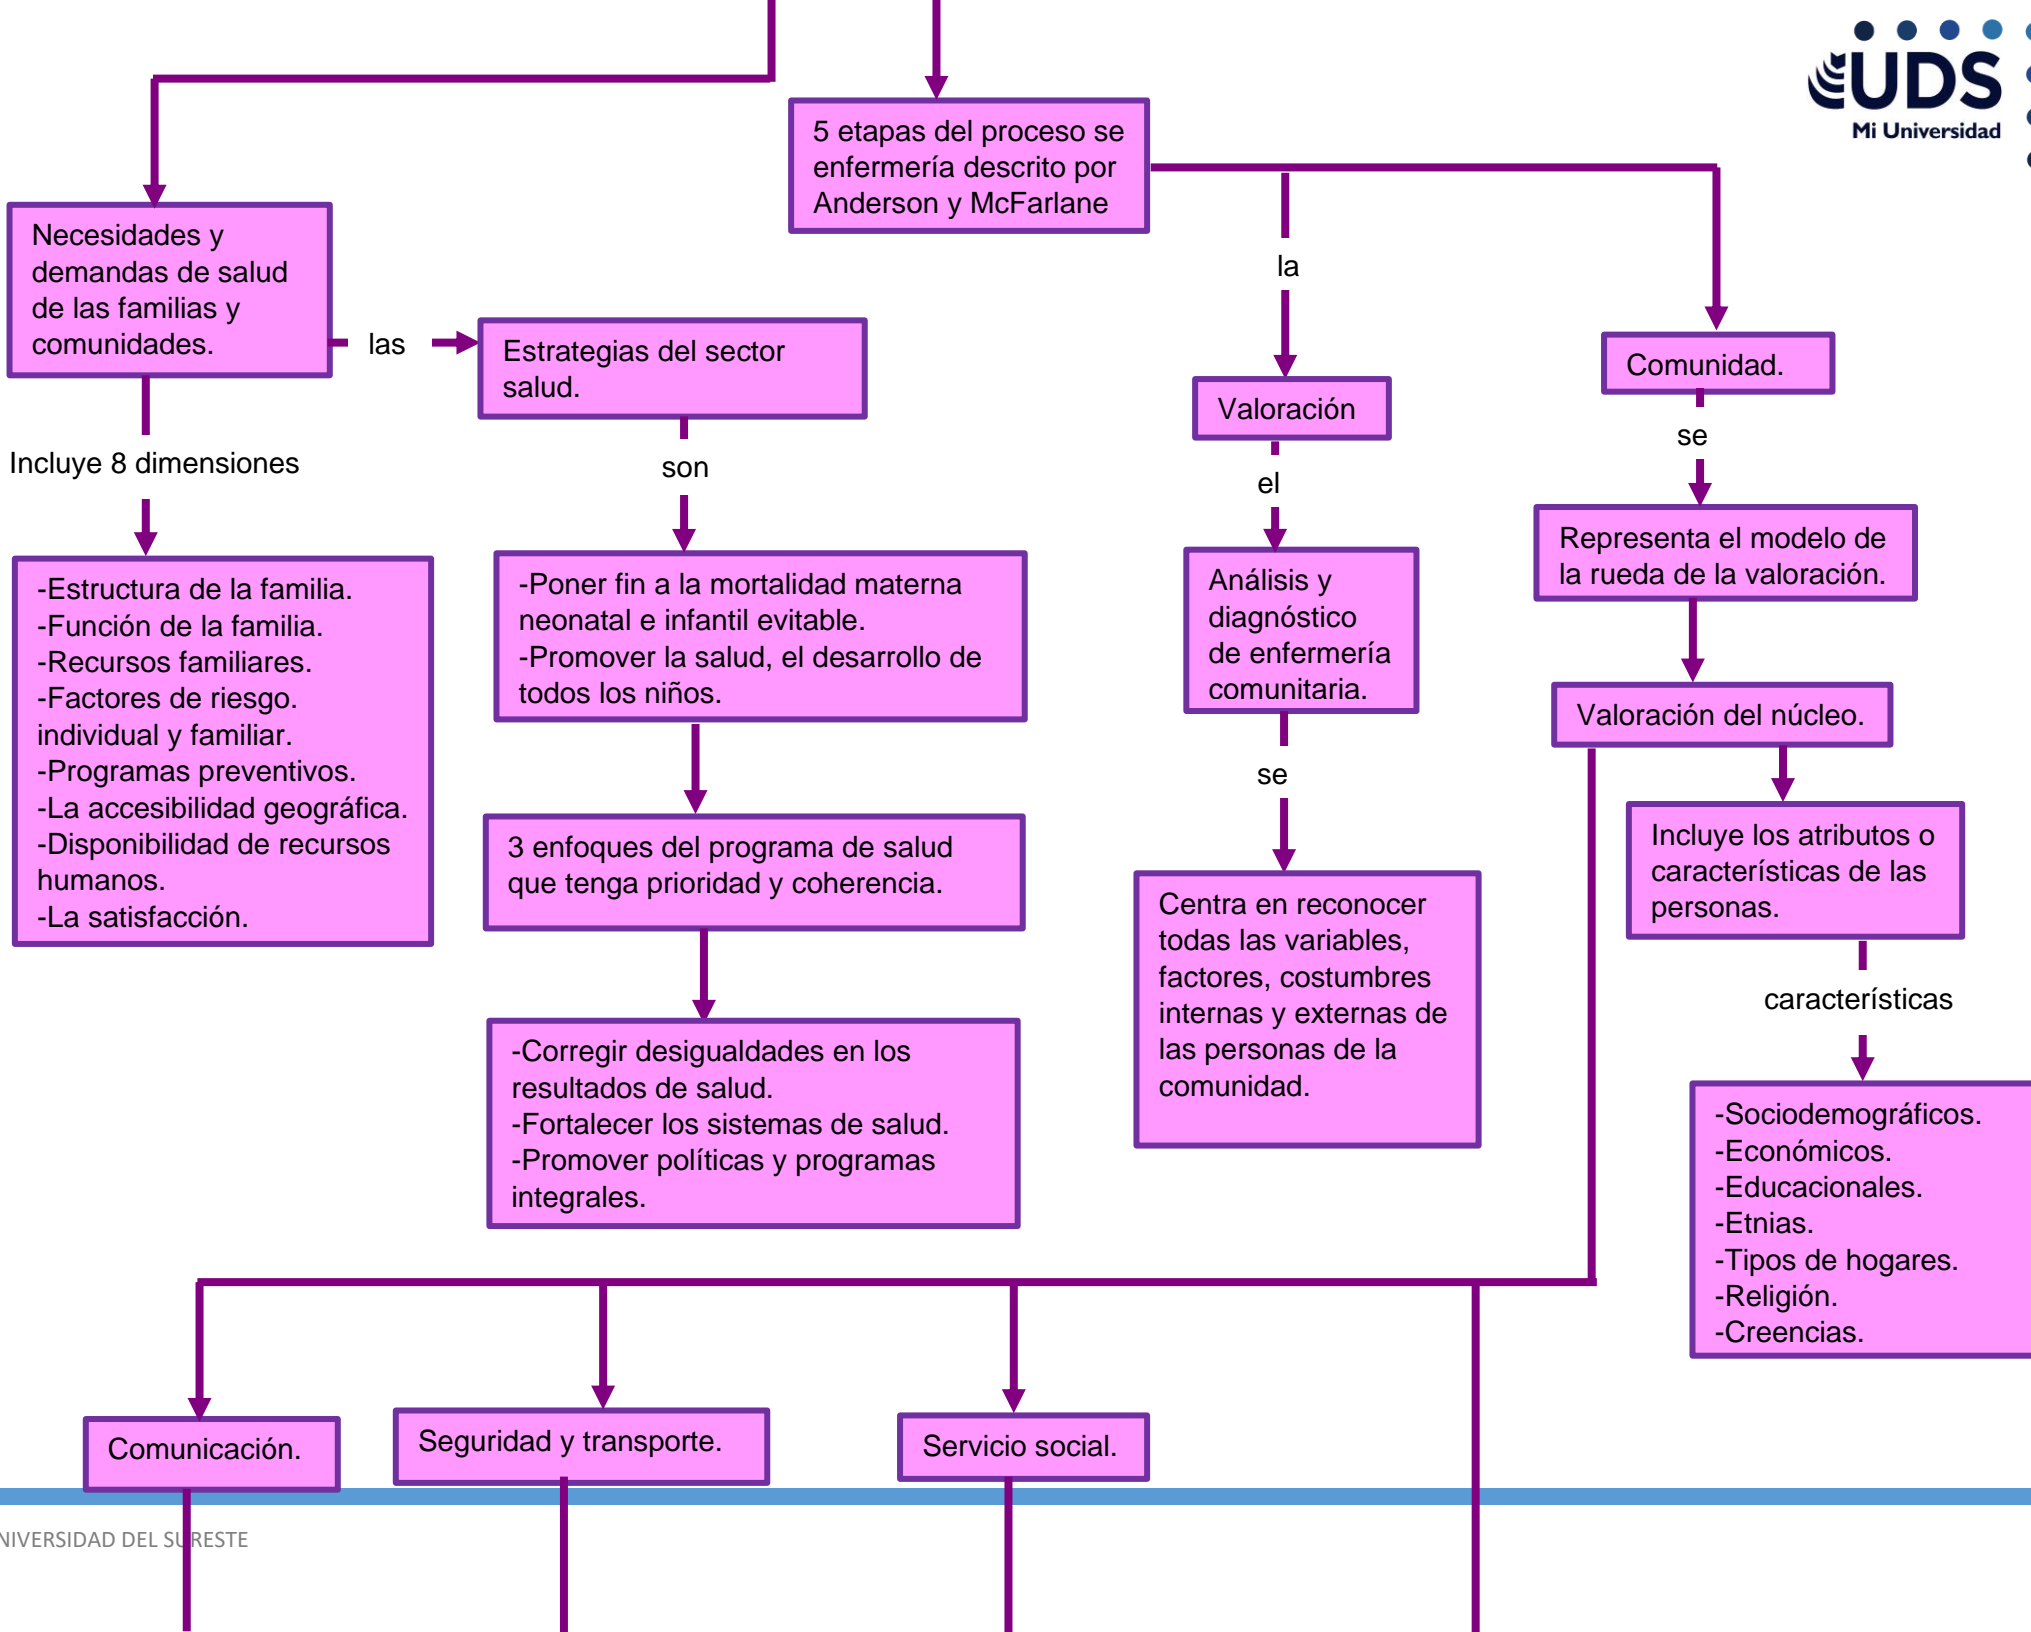 UDS
Mi Universidad
5 etapas del proceso se
enfermería descrito por
Anderson y McFarlane
Necesidades y
demandas de salud
de las familias y
comunidades.
las
Estrategias del sector
salud.
la
Valoración
Comunidad.
Incluye 8 dimensiones
son
el
se
-Estructura de la familia.
-Función de la familia.
-Recursos familiares.
-Factores de riesgo.
individual y familiar.
-Programas preventivos.
-La accesibilidad geográfica.
-Disponibilidad de recursos
humanos.
-La satisfacción.
-Poner fin a la mortalidad materna
neonatal e infantil evitable.
-Promover la salud, el desarrollo de
todos los niños.
Análisis y
diagnóstico
de enfermería
comunitaria.
Representa el modelo de
la rueda de la valoración.
Valoración del núcleo.
se
3 enfoques del programa de salud
que tenga prioridad y coherencia.
Incluye los atributos o
características de las
personas.
Centra en reconocer
todas las variables,
factores, costumbres
internas y externas de
las personas de la
comunidad.
características
-Corregir desigualdades en los
resultados de salud.
-Fortalecer los sistemas de salud.
-Promover políticas y programas
integrales.
-Sociodemográficos.
-Económicos.
-Educacionales.
-Etnias.
-Tipos de hogares.
-Religión.
-Creencias.
Comunicación.
Seguridad y transporte.
Servicio social.
NIVERSIDAD DEL SURESTE